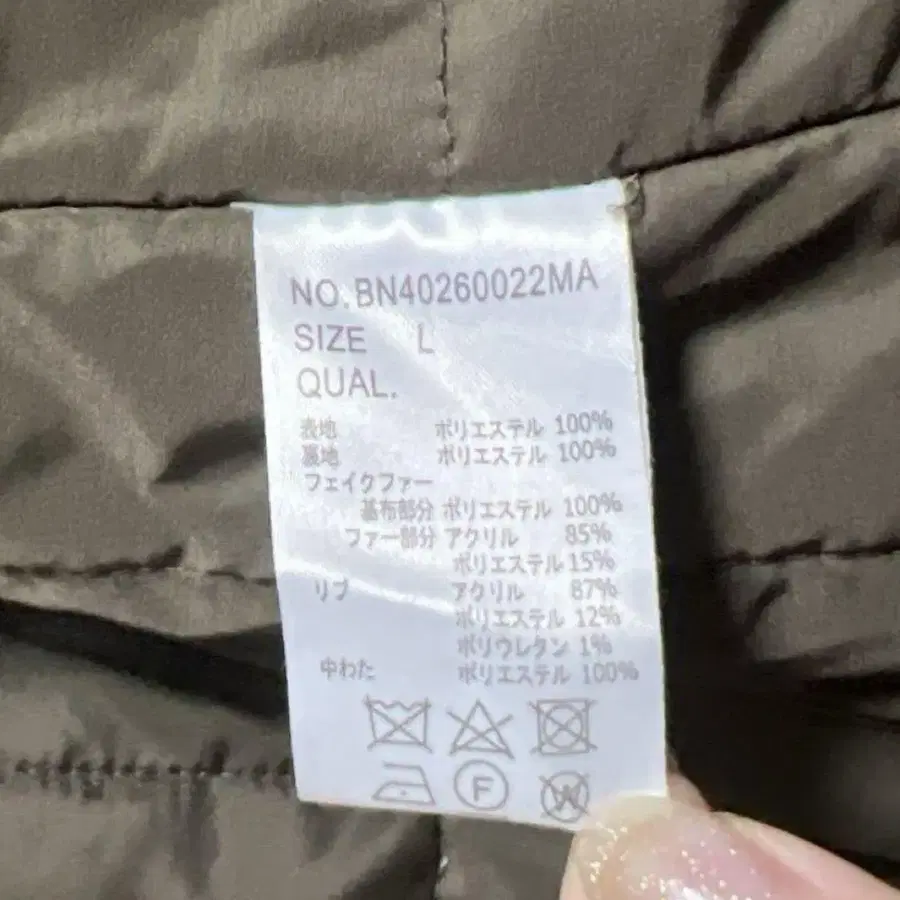 NO.BN40260022MA
SIZE L
QUAL.
表地 ポリエステル 100%
裏地 ポリエステル 100%
フェイクファー
基布部分 ポリエステル 100%
ファー部分 アクリル 85%
ポリエステル 15%
リブ アクリル 87%
ポリエステル 12%
ポリウレタン 1%
中わた ポリエステル 100%
F
W